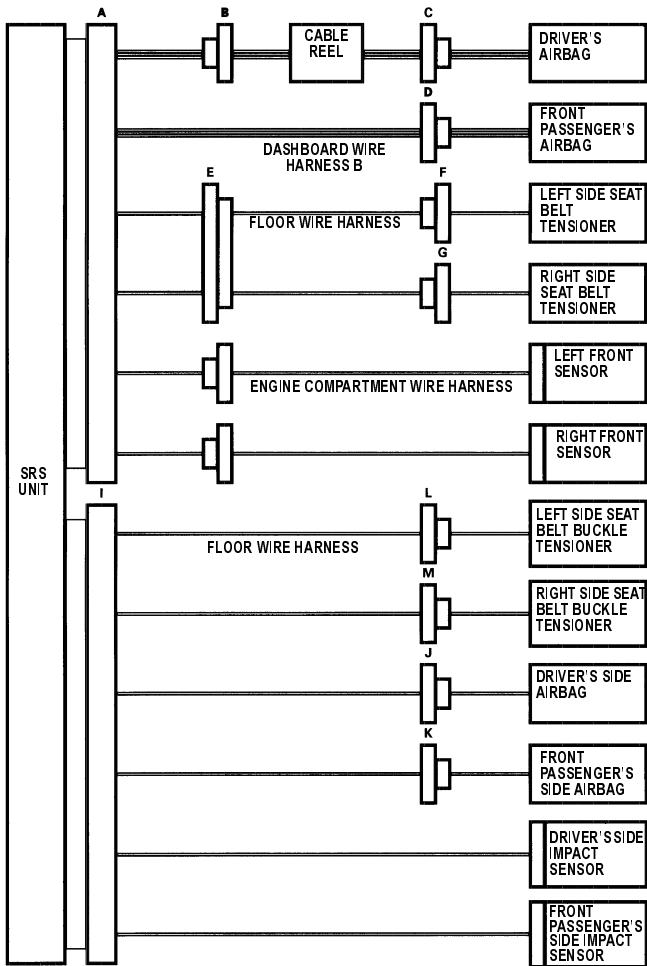 A
B
C
CABLE
REEL
DRIVER'S
AIRBAG
D
FRONT
PASSENGER'S
AIRBAG
DASHBOARD WIRE
HARNESS B
E
F
LEFT SIDE SEAT
BELT
TENSIONER
FLOOR WIRE HARNESS
G
RIGHT SIDE
SEAT BELT
TENSIONER
LEFT FRONT
SENSOR
ENGINE COMPARTMENT WIRE HARNESS
RIGHT FRONT
SENSOR
SRS
UNIT
I
L
LEFT SIDE SEAT
BELT BUCKLE
TENSIONER
FLOOR WIRE HARNESS
M
RIGHT SIDE SEAT
BELT BUCKLE
TENSIONER
J
DRIVER'S SIDE
AIRBAG
K
FRONT
PASSENGER'S
SIDE AIRBAG
DRIVER'S SIDE
IMPACT
SENSOR
FRONT
PASSENGER'S
SIDE IMPACT
SENSOR